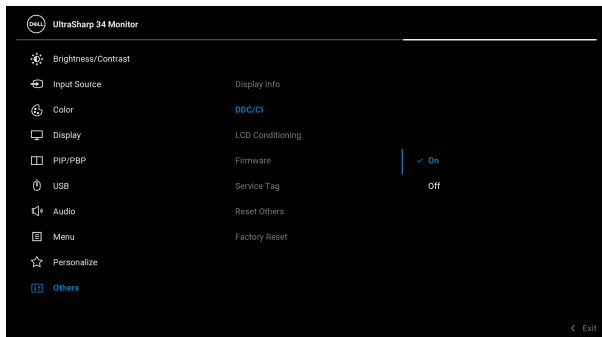 DELL UltraSharp 34 Monitor
Brightness/Contrast
Input Source
Display Info
Color
DDC/CI
Display
LCD Conditioning
PIP/PBP
Firmware
On
USB
Service Tag
Off
Audio
Reset Others
Menu
Factory Reset
Personalize
Others
Exit